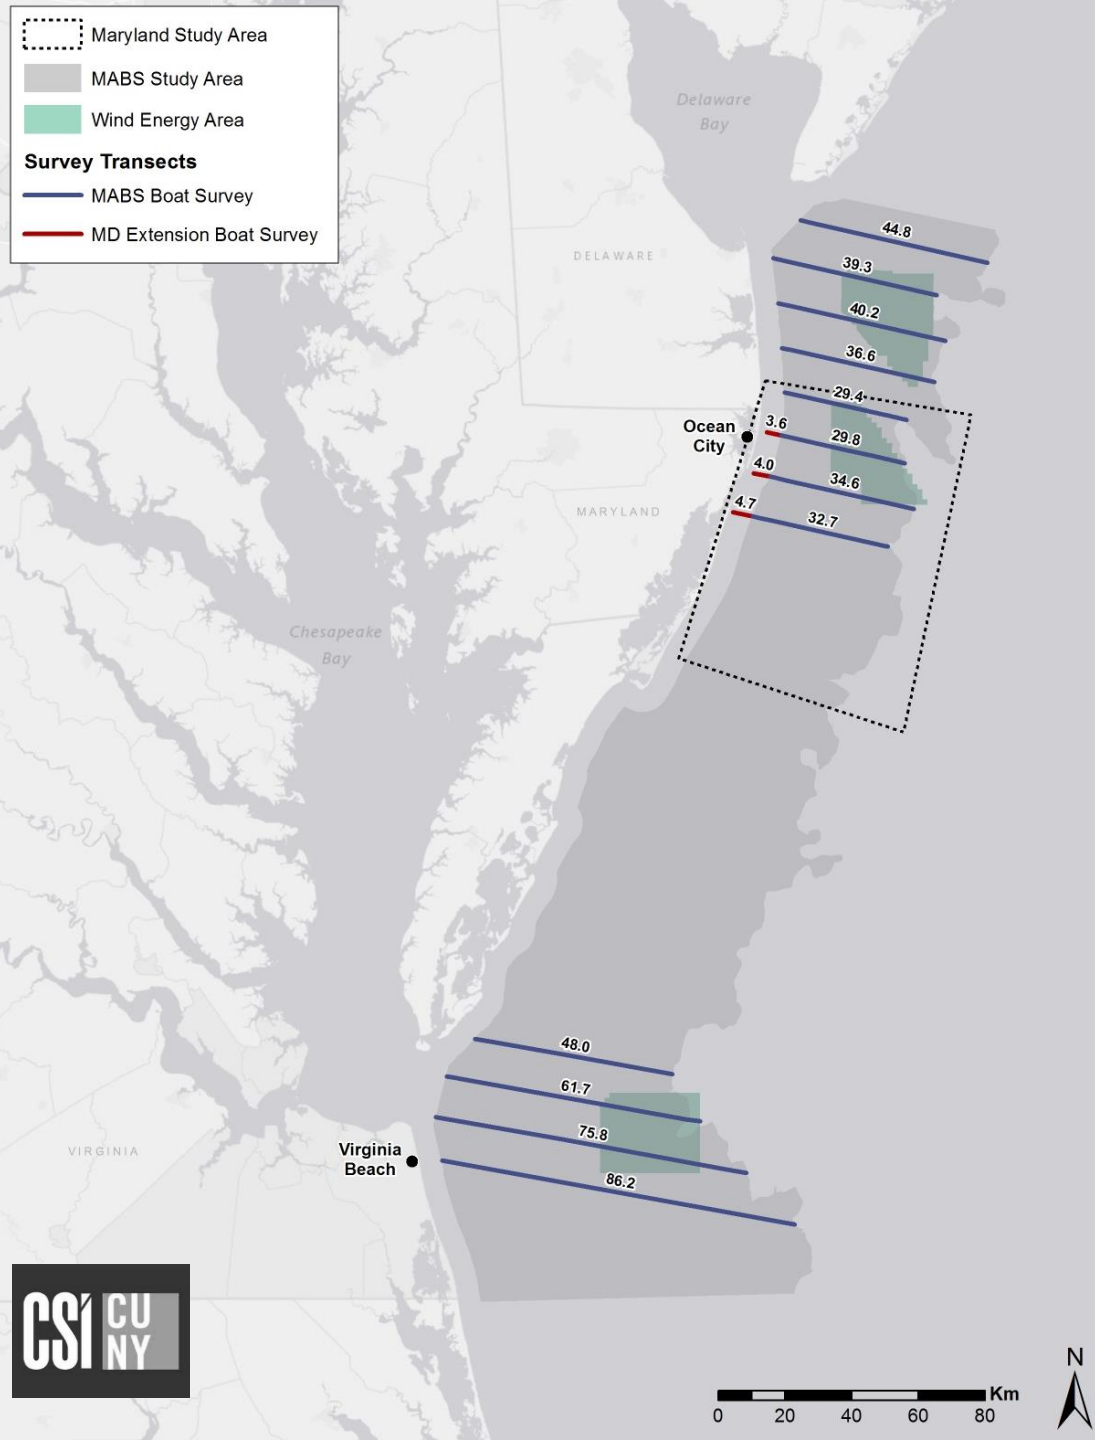 Maryland Study Area
MABS Study Area
Wind Energy Area
Survey Transects
MABS Boat Survey
MD Extension Boat Survey
Delaware
Bay
44.8
DELAWARE
39.3
40.2
36.6
29.4
3.6
Ocean
City
29.8
4.0
34.6
4.7
MARYLAND
32.7
Chesapeake
Bay
48.0
61.7
75.8
VIRGINIA
Virginia
Beach
86.2
CSi
CU
NY
N
Km
0 20 40 60 80